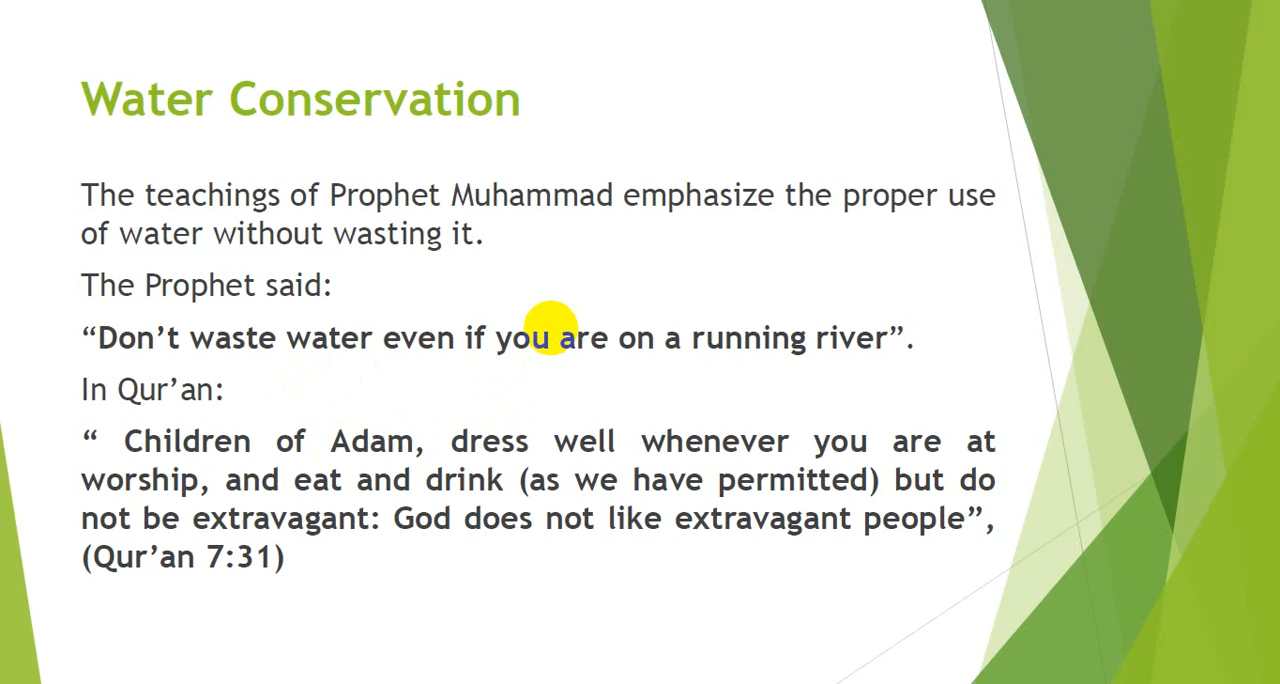 Water Conservation
The teachings of Prophet Muhammad emphasize the proper use
of water without wasting it.
The Prophet said:
“Don’t waste water even if you are on a running river”.
In Qur’an:
“ Children of Adam, dress well whenever you are at
worship, and eat and drink (as we have permitted) but do
not be extravagant: God does not like extravagant people”,
(Qur’an 7:31)